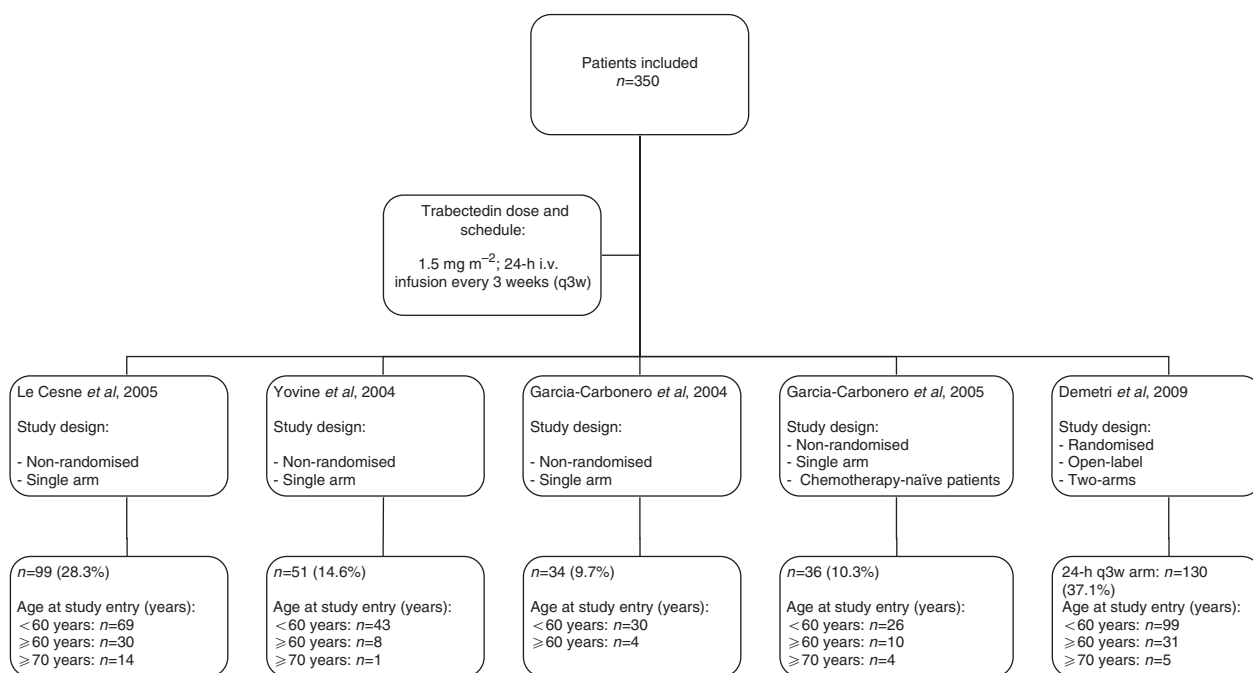 Patients included
n=350
Trabectedin dose and
schedule:
1.5 mg m⁻²; 24-h i.v.
infusion every 3 weeks (q3w)
Le Cesne et al, 2005
Study design:
- Non-randomised
- Single arm
Yovine et al, 2004
Study design:
- Non-randomised
- Single arm
Garcia-Carbonero et al, 2004
Study design:
- Non-randomised
- Single arm
Garcia-Carbonero et al, 2005
Study design:
- Non-randomised
- Single arm
- Chemotherapy-naïve patients
Demetri et al, 2009
Study design:
- Randomised
- Open-label
- Two-arms
n=99 (28.3%)
Age at study entry (years):
<60 years: n=69
⩾60 years: n=30
⩾70 years: n=14
n=51 (14.6%)
Age at study entry (years):
<60 years: n=43
⩾60 years: n=8
⩾70 years: n=1
n=34 (9.7%)
Age at study entry (years):
<60 years: n=30
⩾60 years: n=4
n=36 (10.3%)
Age at study entry (years):
<60 years: n=26
⩾60 years: n=10
⩾70 years: n=4
24-h q3w arm: n=130
(37.1%)
Age at study entry (years):
<60 years: n=99
⩾60 years: n=31
⩾70 years: n=5